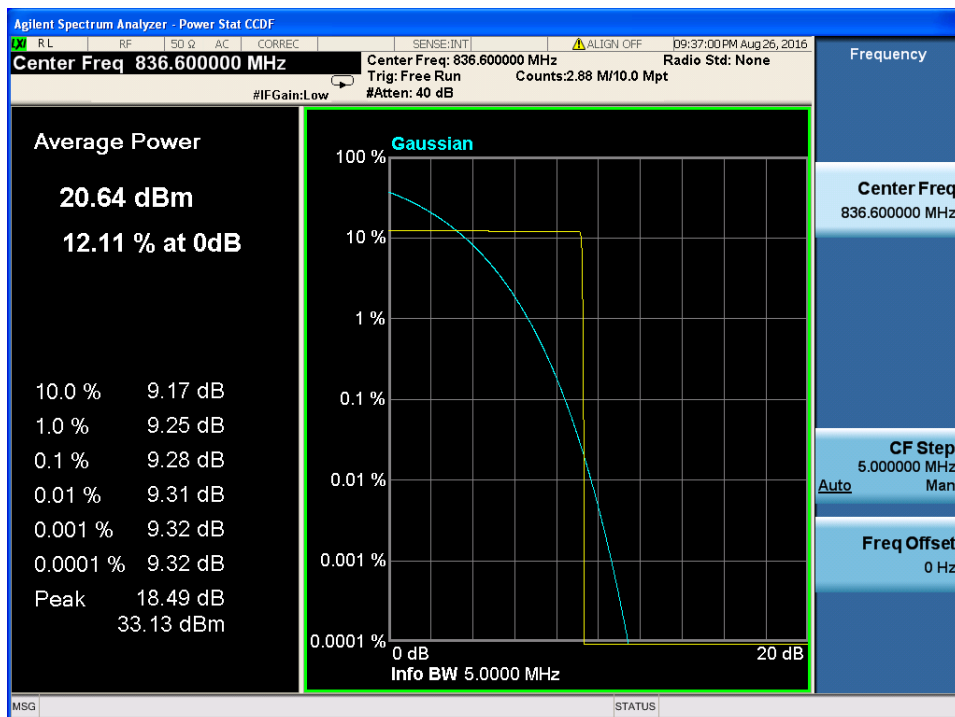 Agilent Spectrum Analyzer - Power Stat CCDF
LXI RL RF 50 Ω AC CORREC SENSE:INT ALIGN OFF 09:37:00 PM Aug 26, 2016
Center Freq 836.600000 MHz
Center Freq: 836.600000 MHz Radio Std: None
Trig: Free Run Counts:2.88 M/10.0 Mpt
#IFGain:Low #Atten: 40 dB
Frequency
Average Power
20.64 dBm
12.11 % at 0dB
10.0 % 9.17 dB
1.0 % 9.25 dB
0.1 % 9.28 dB
0.01 % 9.31 dB
0.001 % 9.32 dB
0.0001 % 9.32 dB
Peak 18.49 dB
33.13 dBm
Gaussian
100 %
10 %
1 %
0.1 %
0.01 %
0.001 %
0.0001 %
0 dB 20 dB
Info BW 5.0000 MHz
Center Freq
836.600000 MHz
CF Step
5.000000 MHz
Auto Man
Freq Offset
0 Hz
MSG STATUS